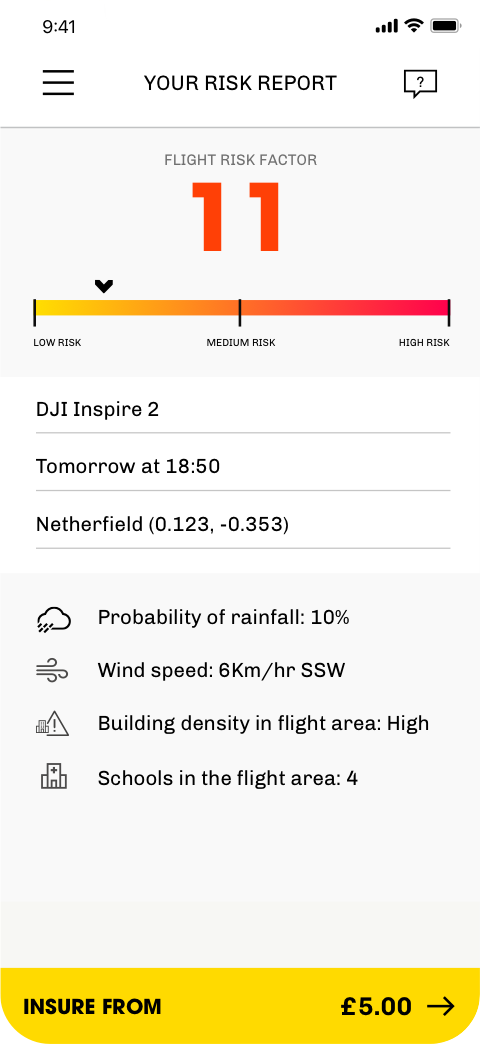 9:41
YOUR RISK REPORT
?
FLIGHT RISK FACTOR
11
LOW RISK
MEDIUM RISK
HIGH RISK
DJI Inspire 2
Tomorrow at 18:50
Netherfield (0.123, -0.353)
Probability of rainfall: 10%
Wind speed: 6Km/hr SSW
Building density in flight area: High
Schools in the flight area: 4
INSURE FROM £5.00 →